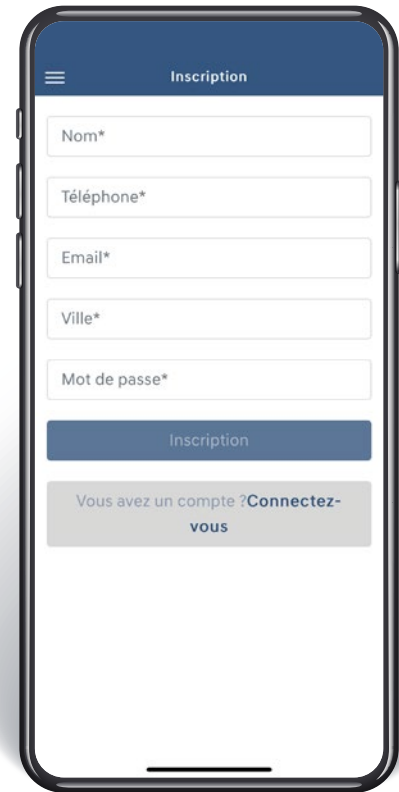 Inscription
Nom*
Téléphone*
Email*
Ville*
Mot de passe*
Inscription
Vous avez un compte ?Connectez-
vous